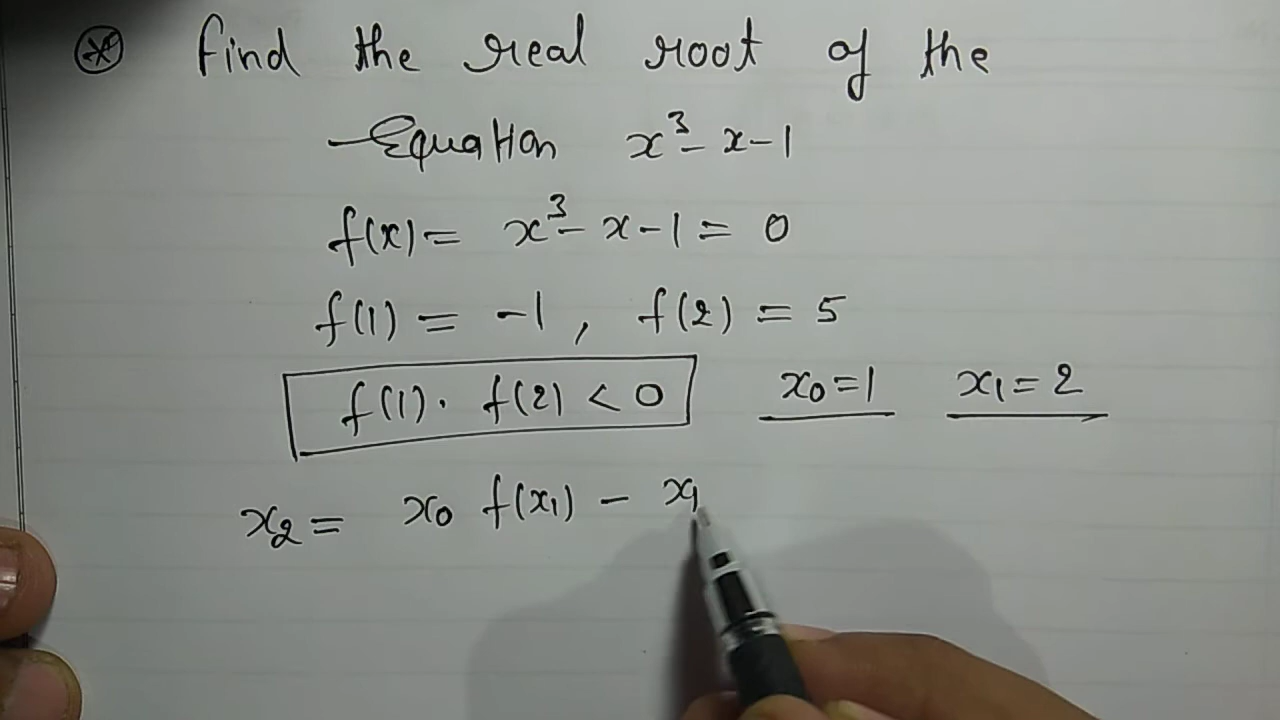 * find the real root of the
Equation x³ - x - 1
f(x) = x³ - x - 1 = 0
f(1) = -1, f(2) = 5
f(1). f(2) < 0 x₀ = 1 x₁ = 2
x₂ = x₀ f(x₁) - x₁